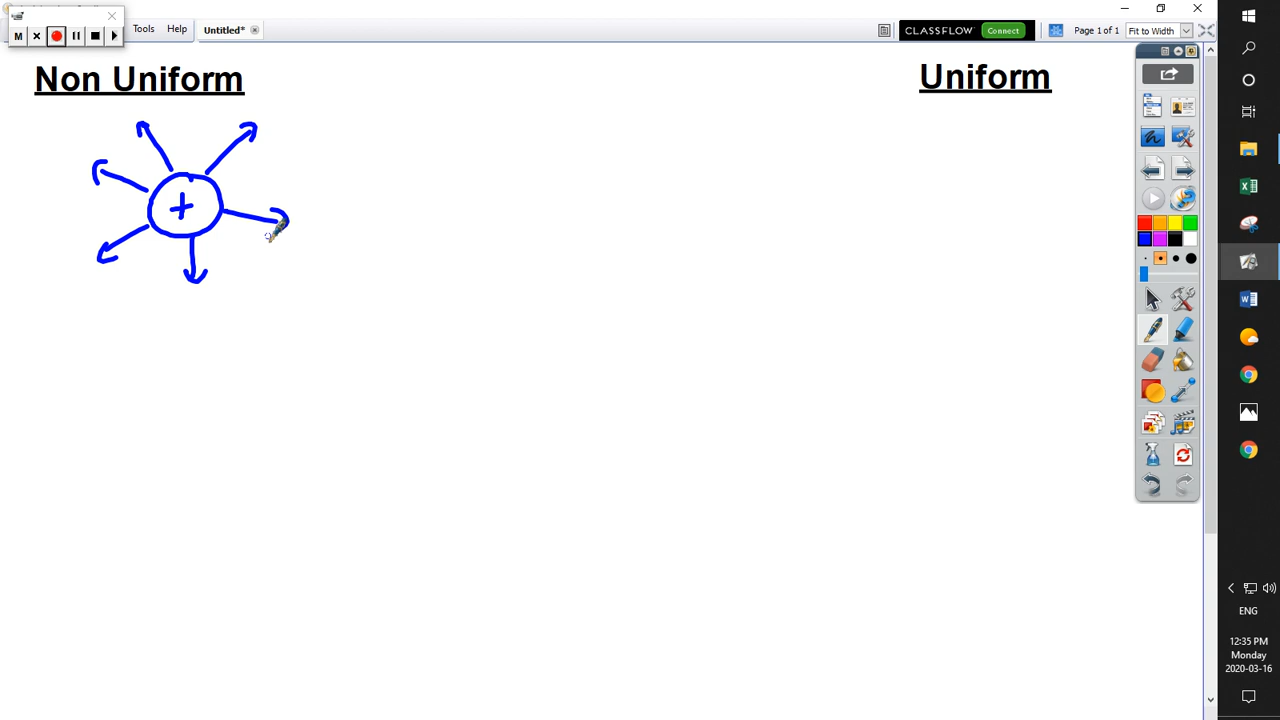 M
Tools Help Untitled* CLASSFLOW Connect Page 1 of 1 Fit to Width
Non Uniform Uniform
+
ENG
12:35 PM
Monday
2020-03-16